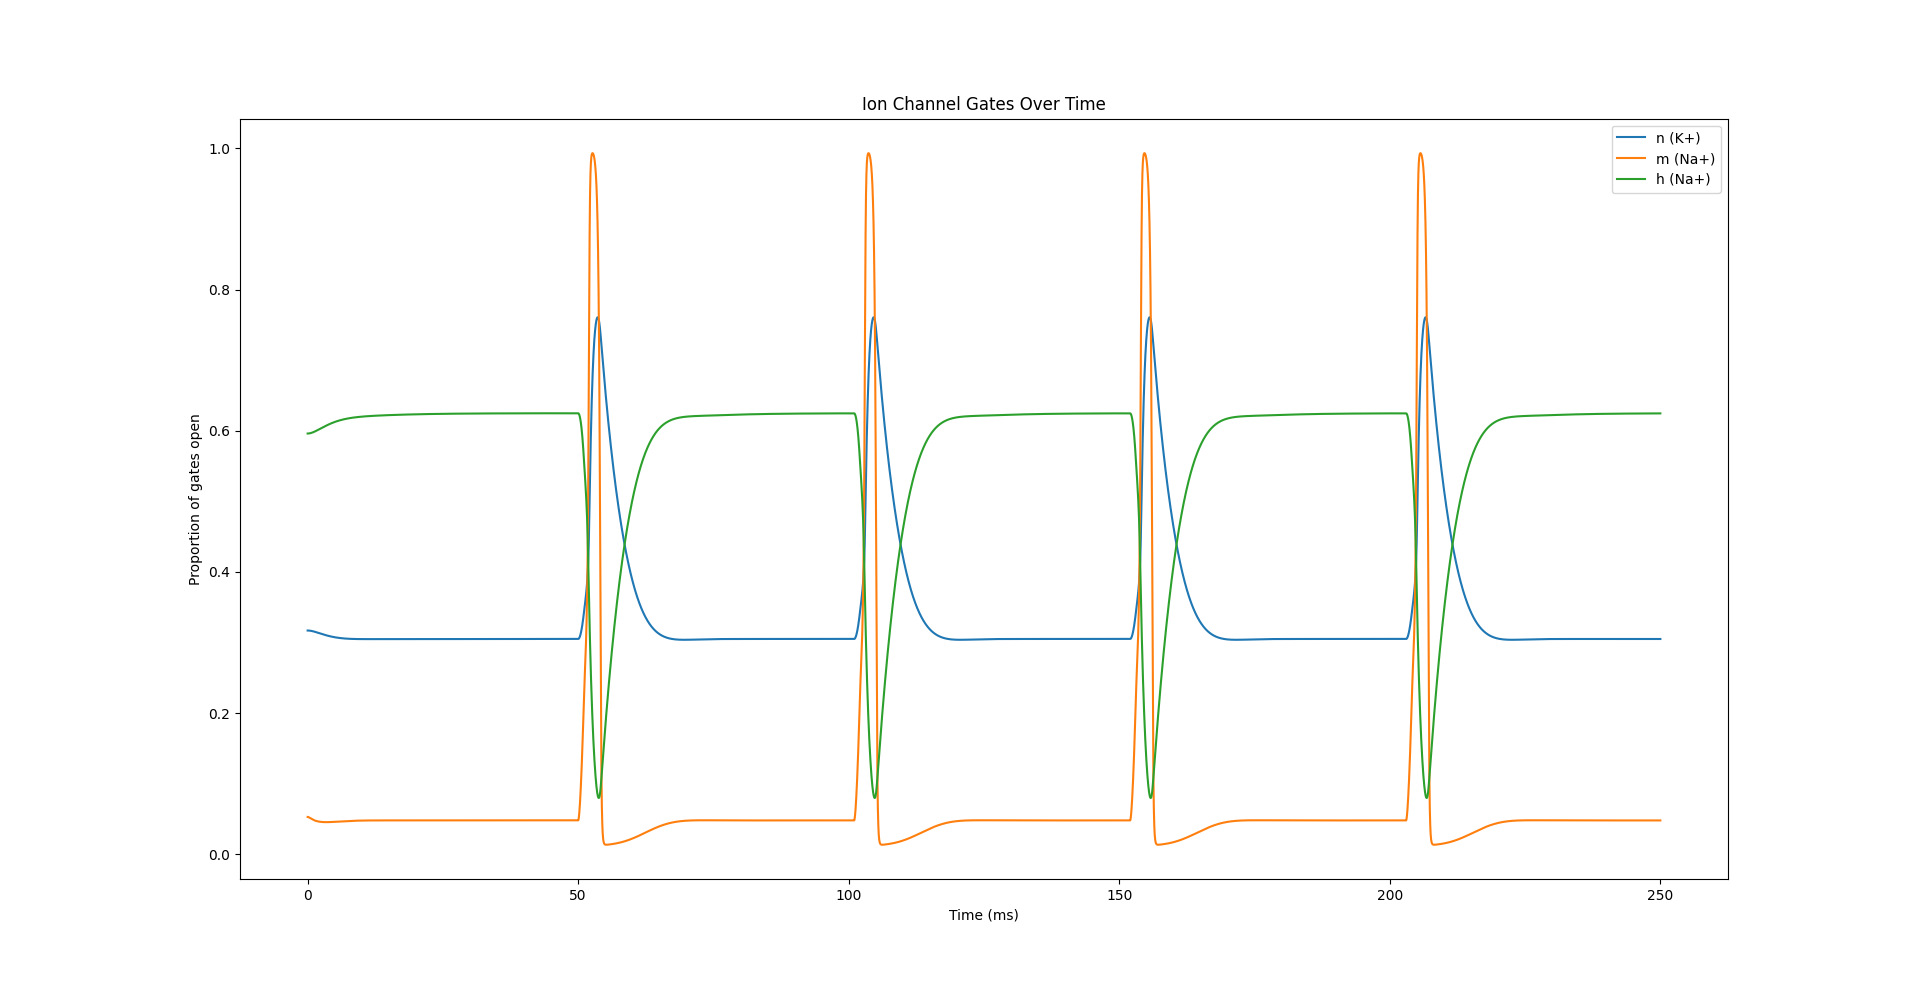 Ion Channel Gates Over Time
n (K+)
m (Na+)
h (Na+)
Proportion of gates open
1.0
0.8
0.6
0.4
0.2
0.0
0 50 100 150 200 250
Time (ms)